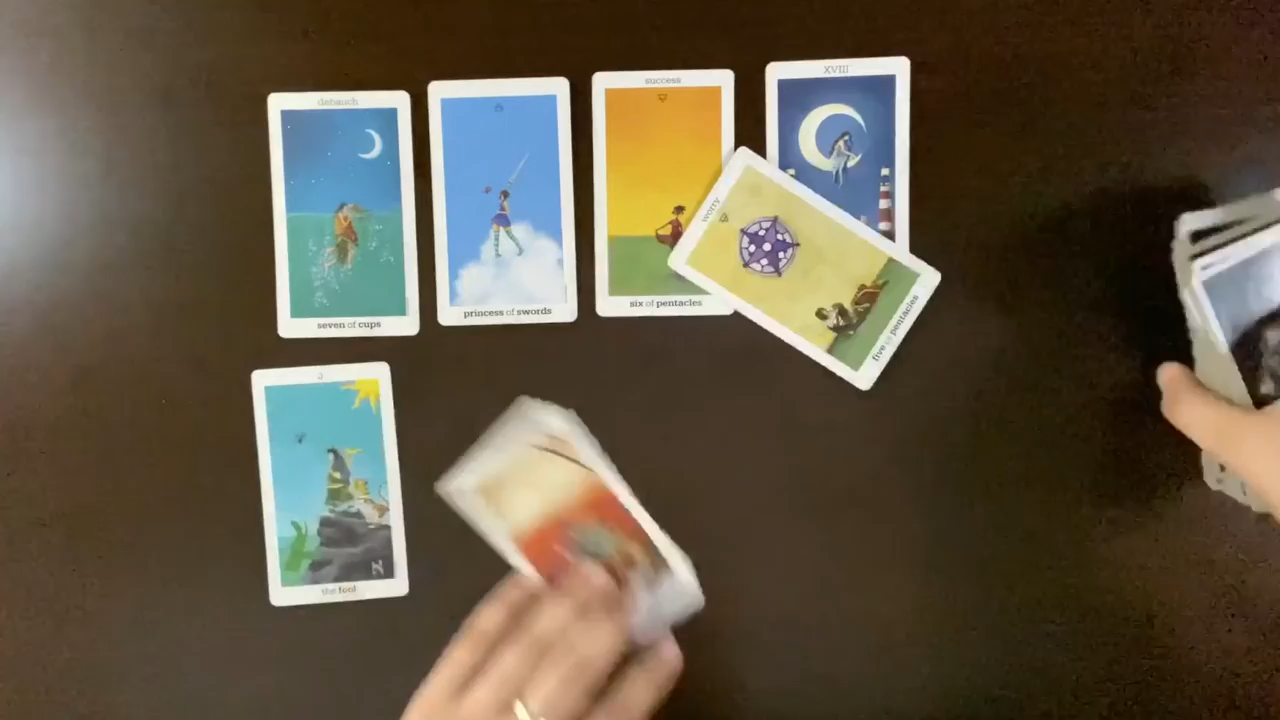 debauch
seven of cups
princess of swords
success
six of pentacles
XVIII
worry
five of pentacles
the fool